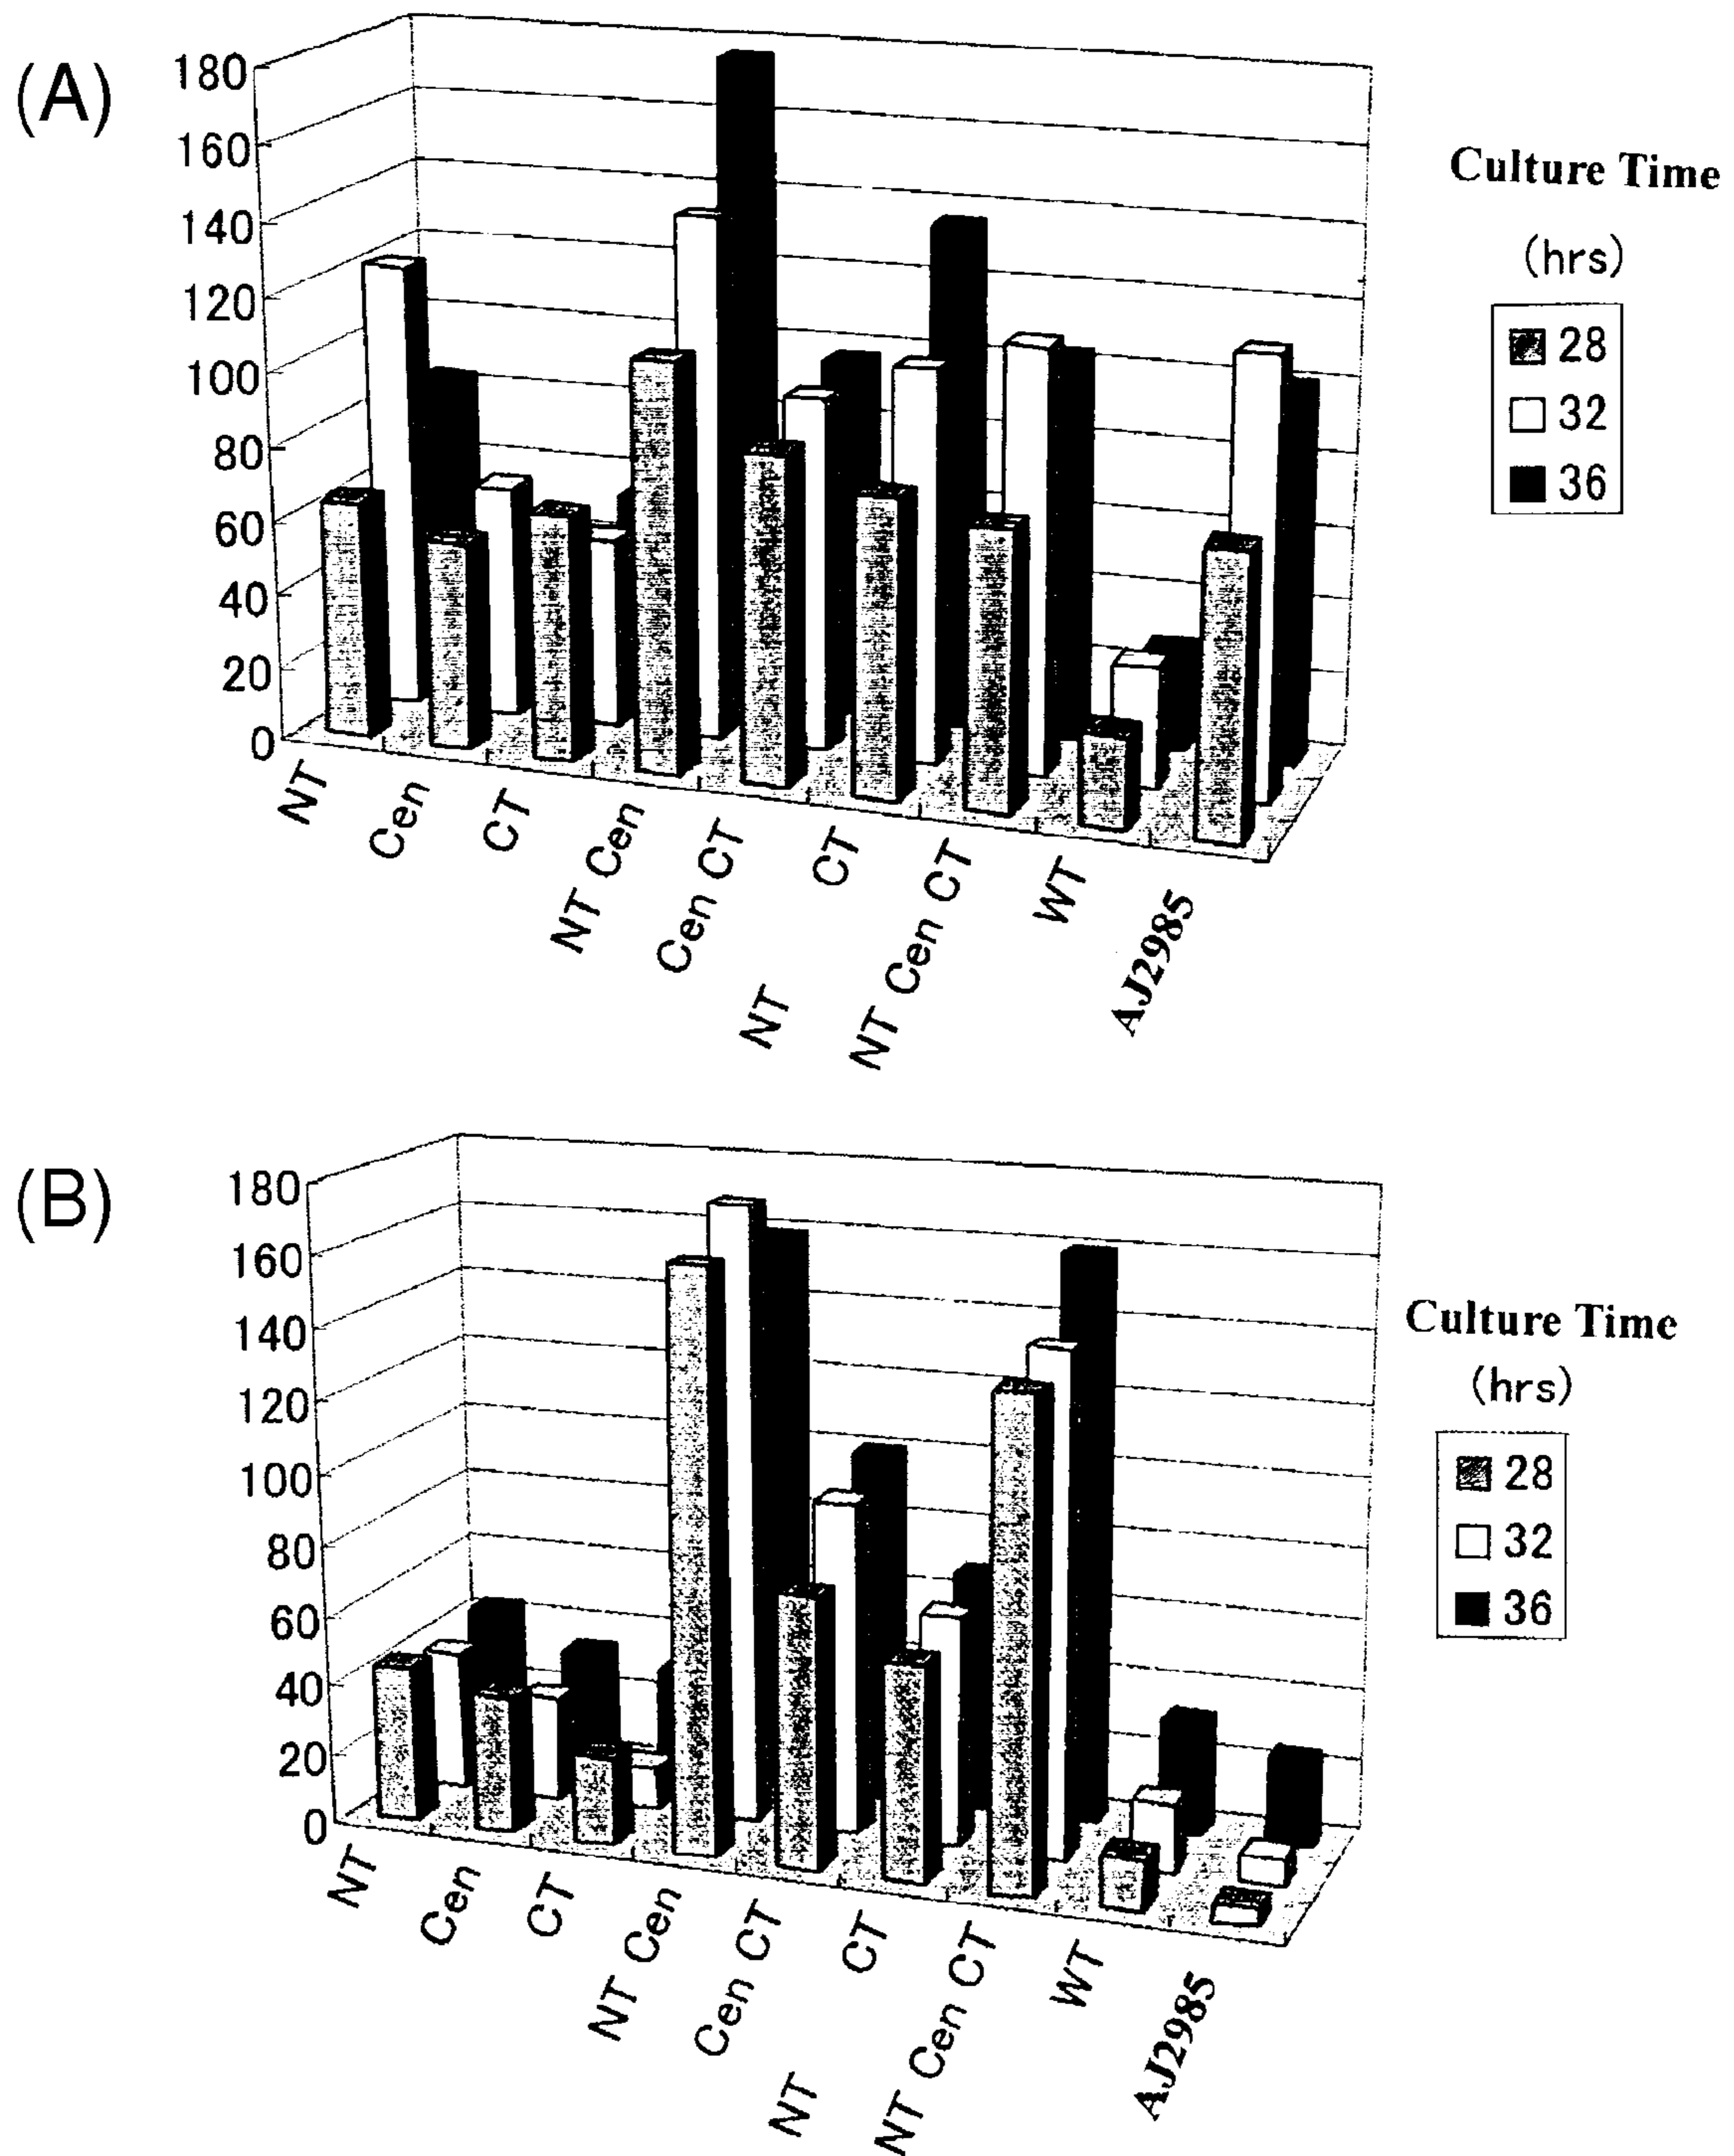 (A)
180
160
140
120
100
80
60
40
20
0
NT
Cen
CT
NT Cen
Cen CT
NT CT
NT Cen CT
WT
AJ2985
Culture Time
(hrs)
28
32
36
(B)
180
160
140
120
100
80
60
40
20
0
NT
Cen
CT
NT Cen
Cen CT
NT CT
NT Cen CT
WT
AJ2985
Culture Time
(hrs)
28
32
36